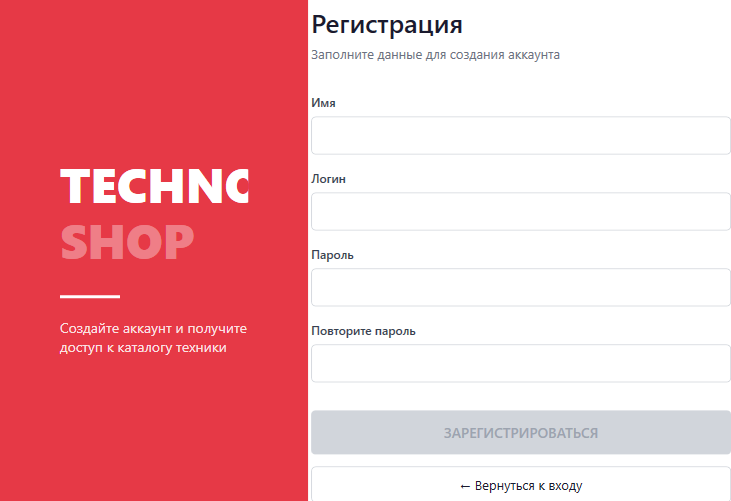 TECHNO
SHOP
Создайте аккаунт и получите
доступ к каталогу техники
Регистрация
Заполните данные для создания аккаунта
Имя
Логин
Пароль
Повторите пароль
ЗАРЕГИСТРИРОВАТЬСЯ
← Вернуться к входу